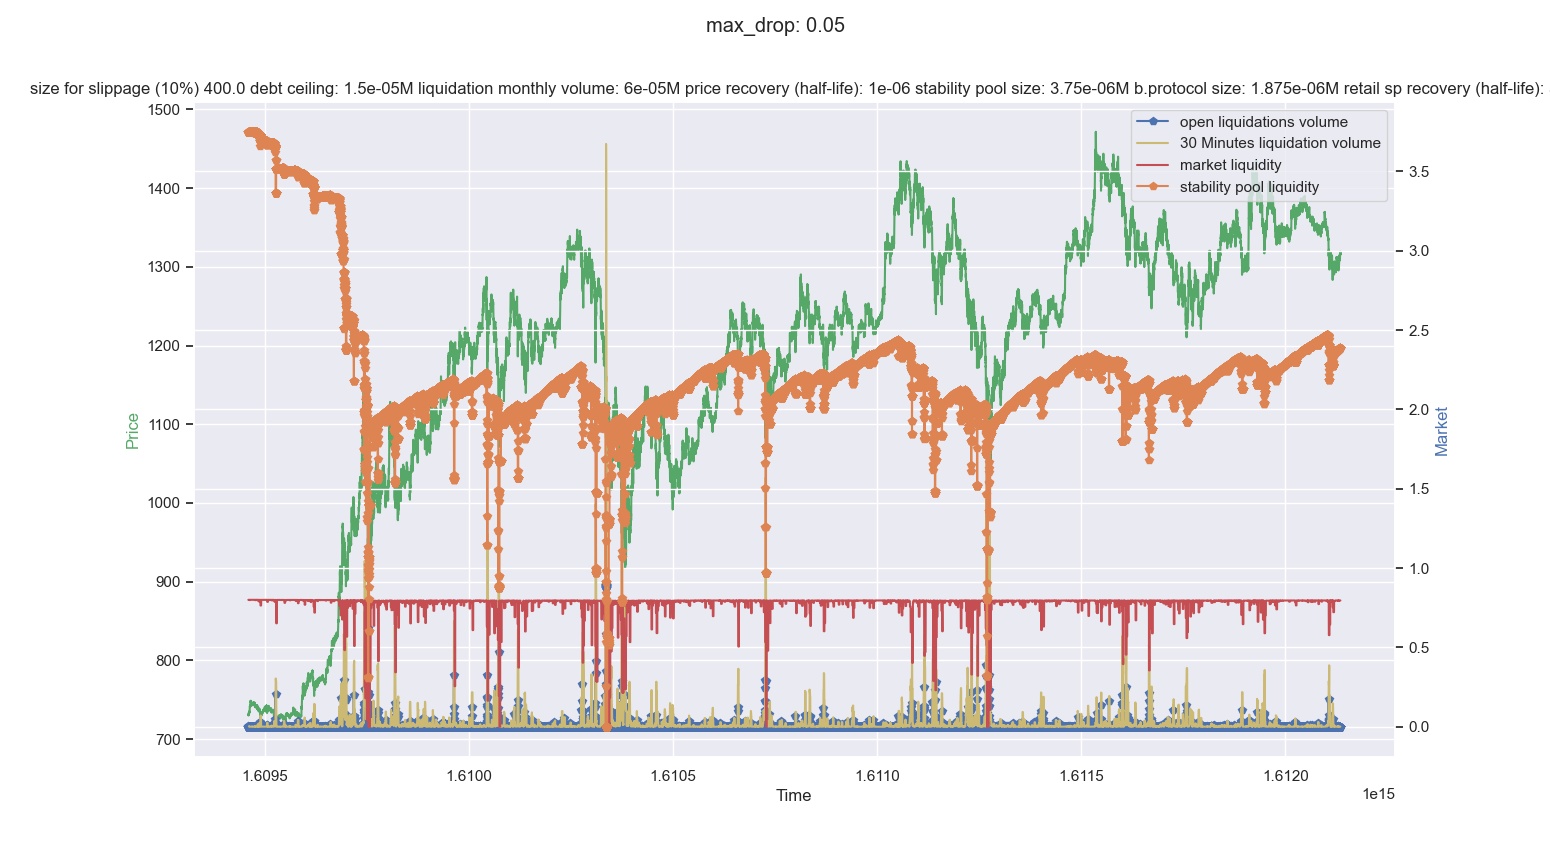 max_drop: 0.05
size for slippage (10%) 400.0 debt ceiling: 1.5e-05M liquidation monthly volume: 6e-05M price recovery (half-life): 1e-06 stability pool size: 3.75e-06M b.protocol size: 1.875e-06M retail sp recovery (half-life):
open liquidations volume
30 Minutes liquidation volume
market liquidity
stability pool liquidity
1500
1400
1300
1200
1100
1000
900
800
700
Price
3.5
3.0
2.5
2.0
1.5
1.0
0.5
0.0
Market
1.6095
1.6100
1.6105
1.6110
1.6115
1.6120
1e15
Time